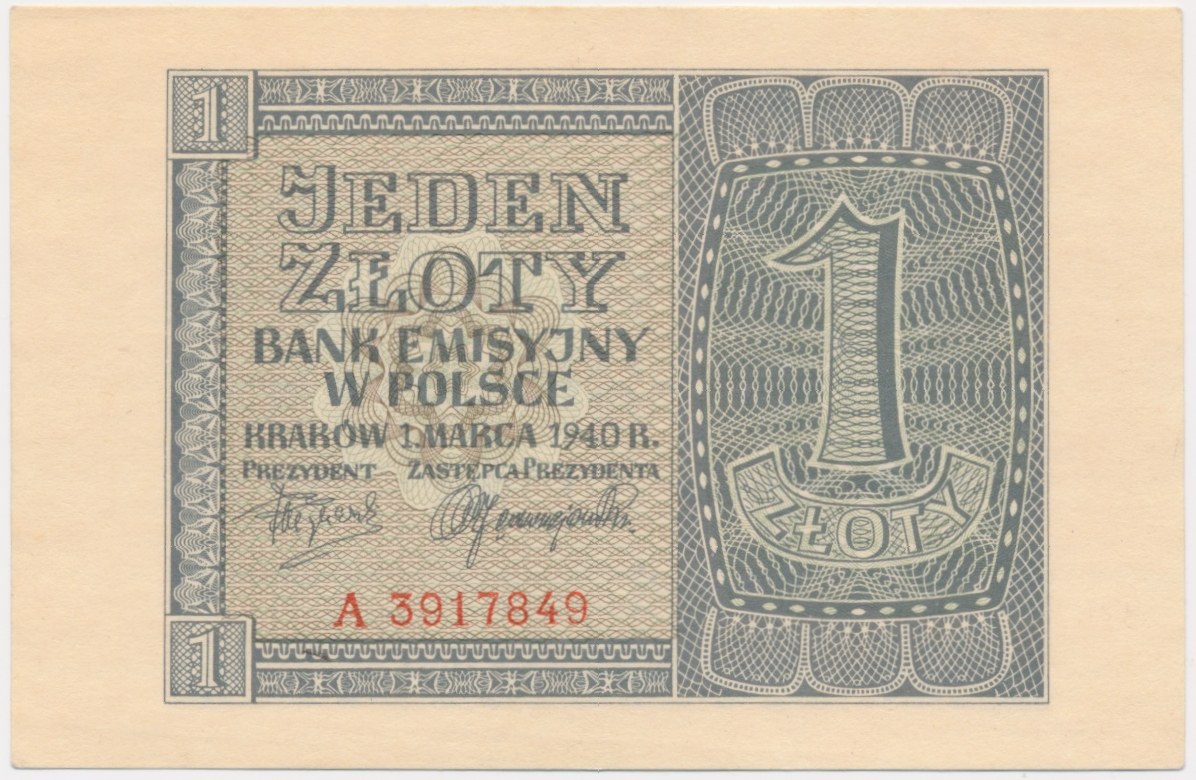 1
JEDEN
ZŁOTY
BANK EMISYJNY
W POLSCE
KRAKÓW 1 MARCA 1940 R.
PREZYDENT ZASTĘPCA PREZYDENTA
A 3917849
1
1
ZŁOTY